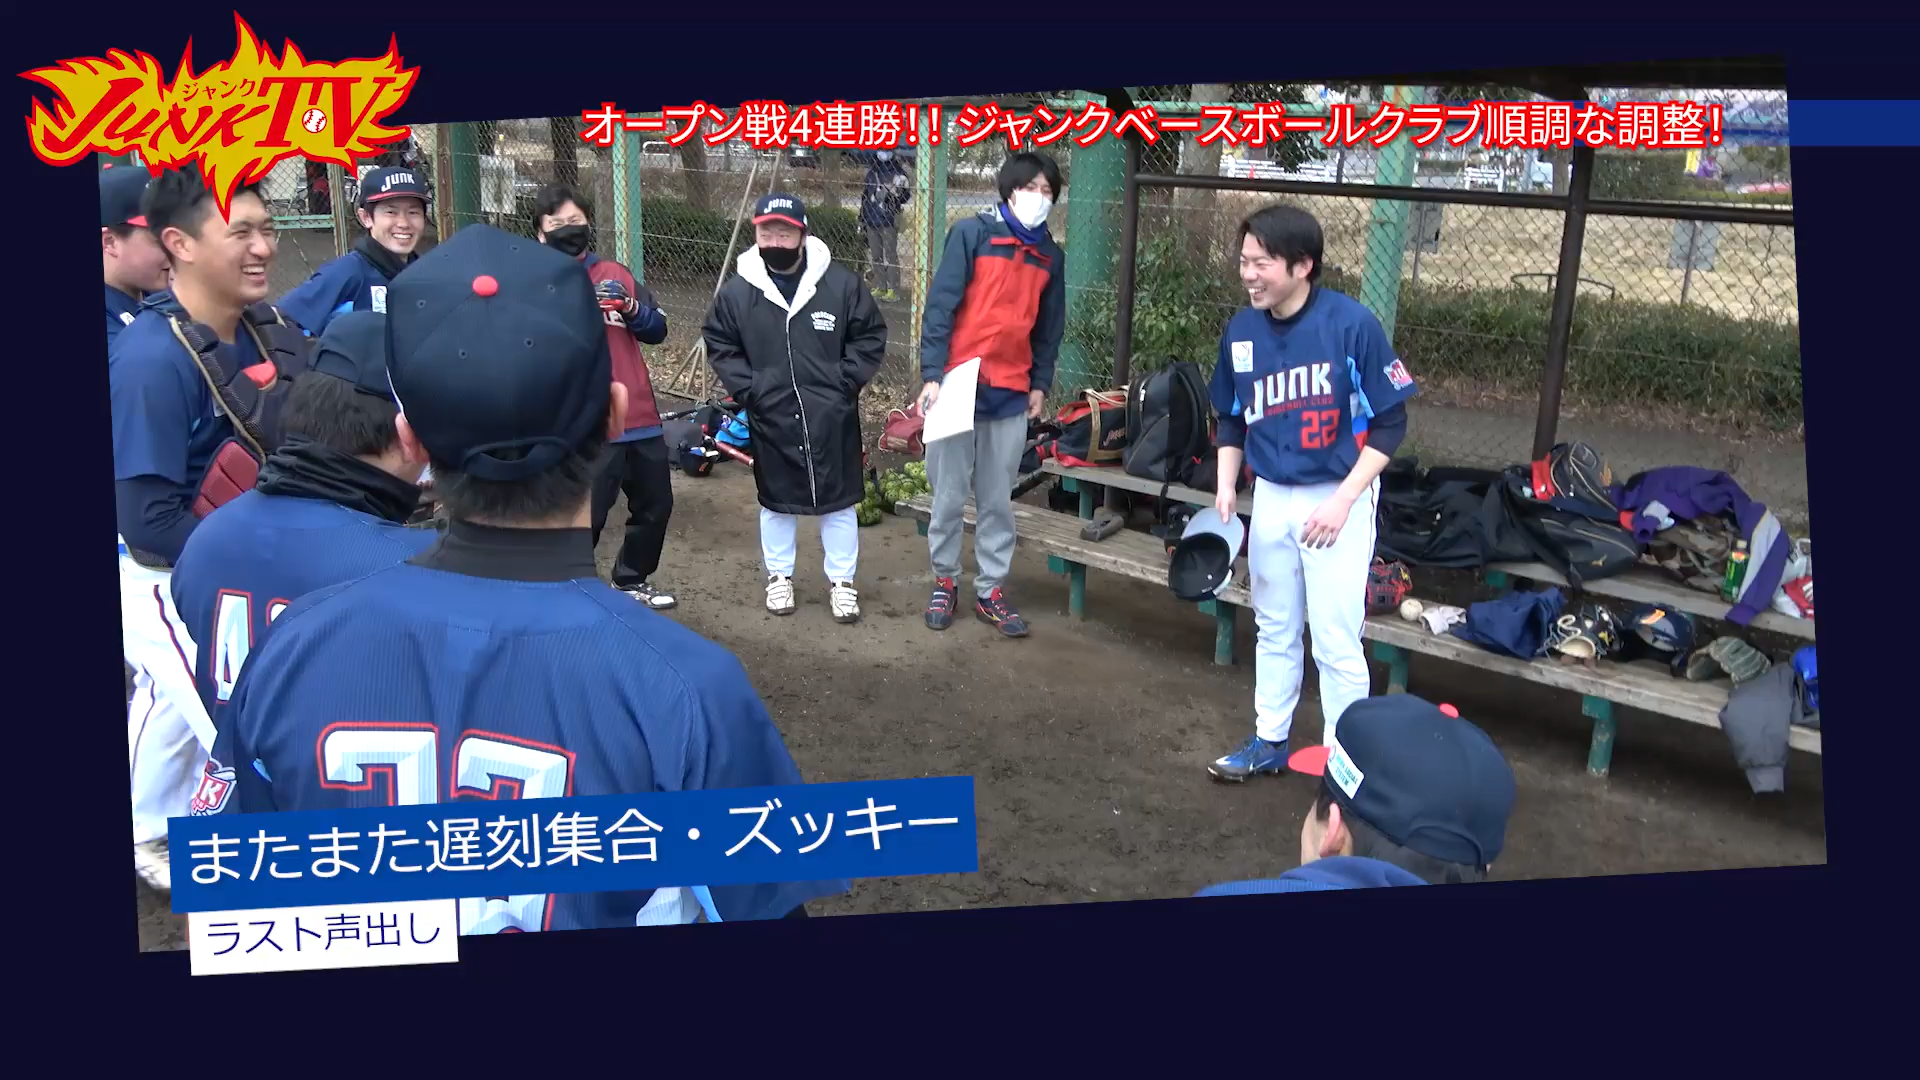 ジャンク
JUNK TV
オープン戦4連勝!! ジャンクベースボールクラブ順調な調整!
JUNK
JUNK
JUNK
BASEBALL CLUB
22
またまた遅刻集合・ズッキー
ラスト声出し